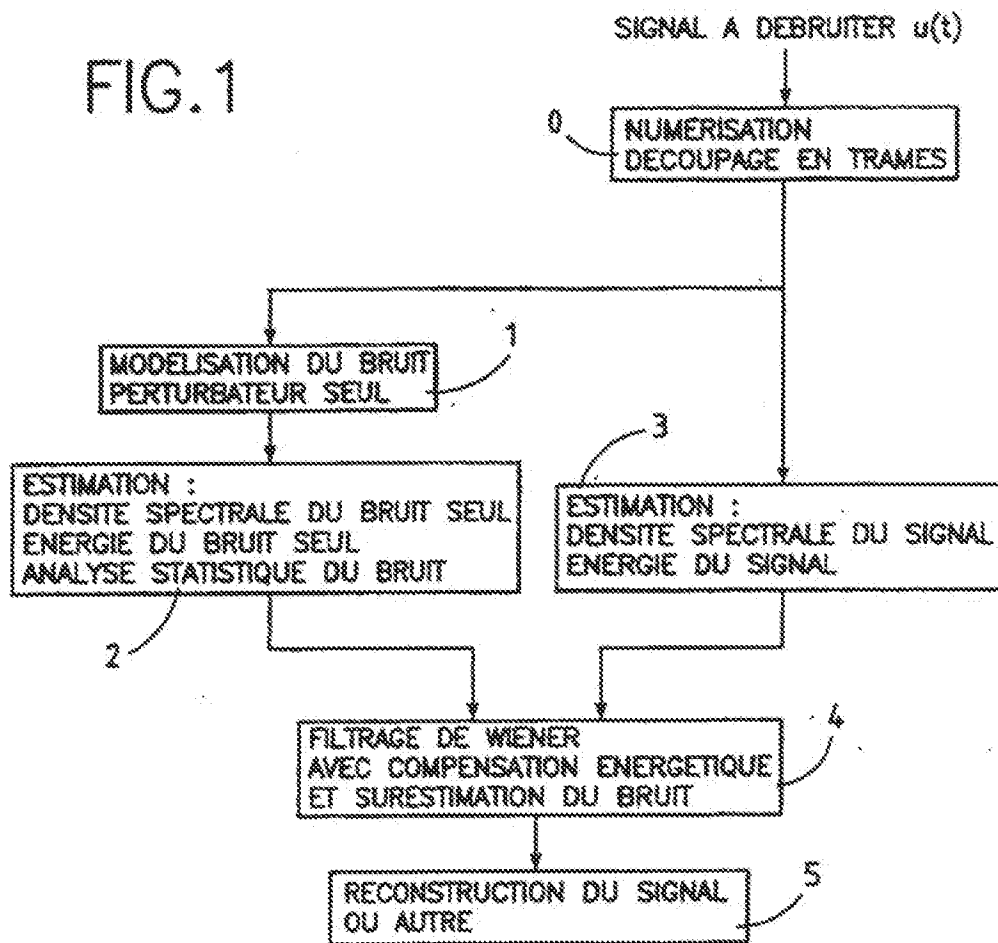 FIG.1
SIGNAL A DEBRUITER u(t)
0
NUMERISATION
DECOUPAGE EN TRAMES
1
MODELISATION DU BRUIT
PERTURBATEUR SEUL
3
ESTIMATION :
DENSITE SPECTRALE DU BRUIT SEUL
ENERGIE DU BRUIT SEUL
ANALYSE STATISTIQUE DU BRUIT
2
ESTIMATION :
DENSITE SPECTRALE DU SIGNAL
ENERGIE DU SIGNAL
FILTRAGE DE WIENER
AVEC COMPENSATION ENERGETIQUE
ET SURESTIMATION DU BRUIT
4
RECONSTRUCTION DU SIGNAL
OU AUTRE
5